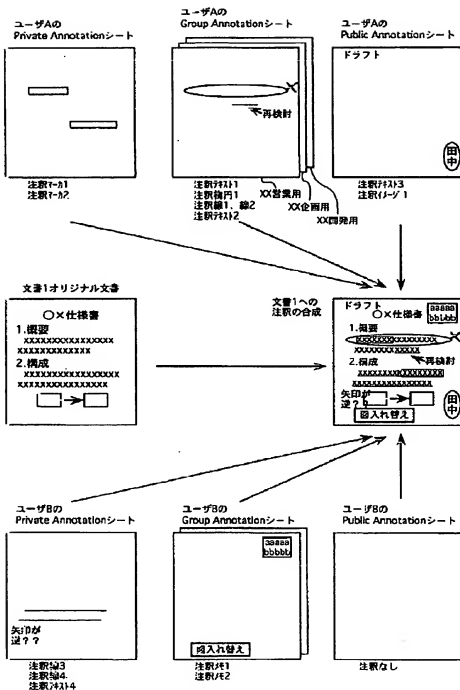 ユーザAの
Private Annotationシート
ユーザAの
Group Annotationシート
ユーザAの
Public Annotationシート
×
再検討
ドラフト
田中
注釈マーカ1
注釈マーカ2
注釈テキスト1
注釈楕円1
注釈線1、線2
注釈テキスト2
XX営業用
XX企画用
XX開発用
注釈テキスト3
注釈イメージ1
文書1オリジナル文書
○×仕様書
1.概要
xxxxxxxxxxxxxxxxx
xxxxxxxxxxxxx
2.構成
xxxxxxxxxxxxxxxxx
xxxxxxxxxxxxxxxx
文書1への
注釈の合成
ドラフト
○×仕様書
aaaaa
bbbbb
1.概要
再検討
2.構成
矢印が
逆??
図入れ替え
田中
ユーザBの
Private Annotationシート
ユーザBの
Group Annotationシート
ユーザBの
Public Annotationシート
aaaaa
bbbbb
矢印が
逆??
図入れ替え
注釈線3
注釈線4
注釈テキスト4
注釈メモ1
注釈メモ2
注釈なし